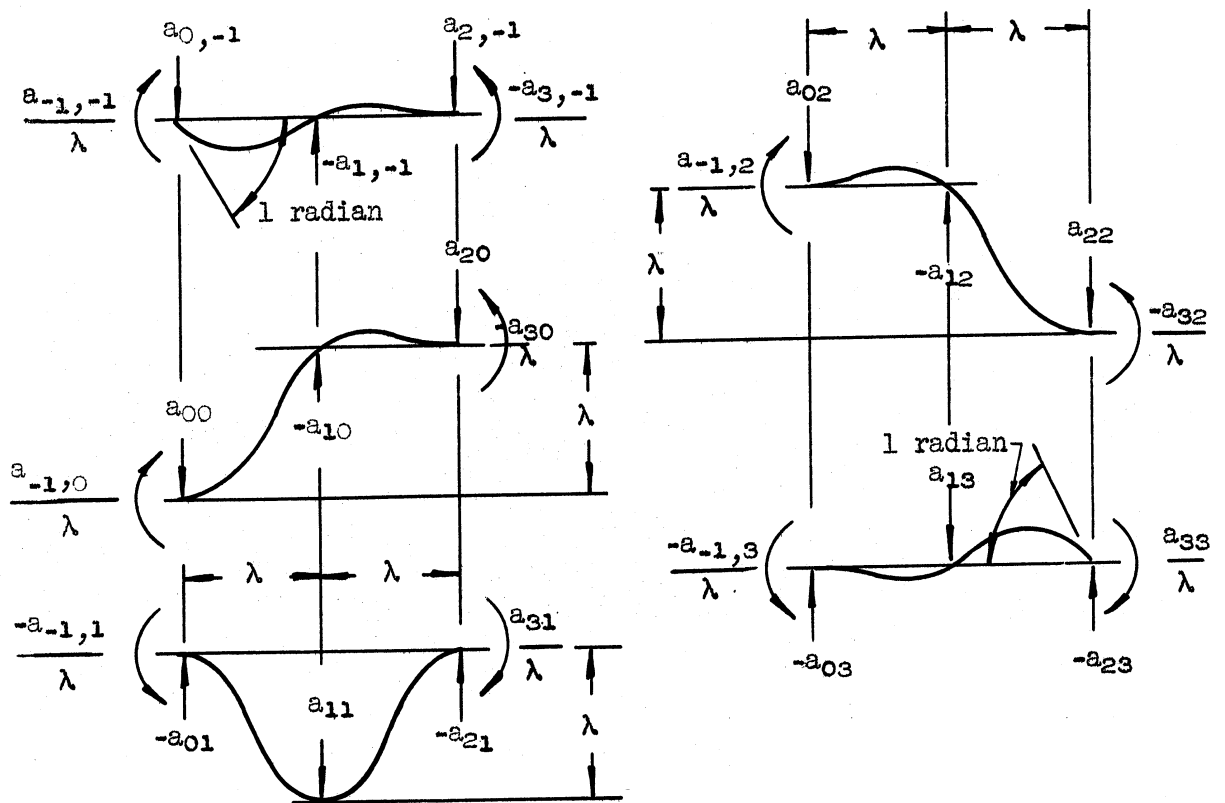 a0,-1
a2,-1
a-1,-1
λ
-a3,-1
λ
-a1,-1
1 radian
a20
-a30
λ
a00
-a10
λ
a-1,0
λ
λ
λ
-a-1,1
λ
a31
λ
a11
λ
-a01
-a21
λ
λ
a02
a-1,2
λ
a22
λ
-a12
-a32
λ
1 radian
a13
-a-1,3
λ
a33
λ
-a03
-a23